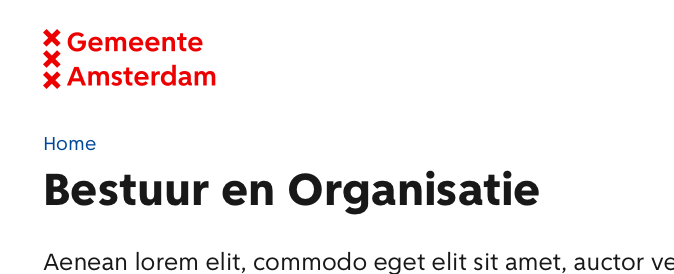 Gemeente
Amsterdam
Home
Bestuur en Organisatie
Aenean lorem elit, commodo eget elit sit amet, auctor ve